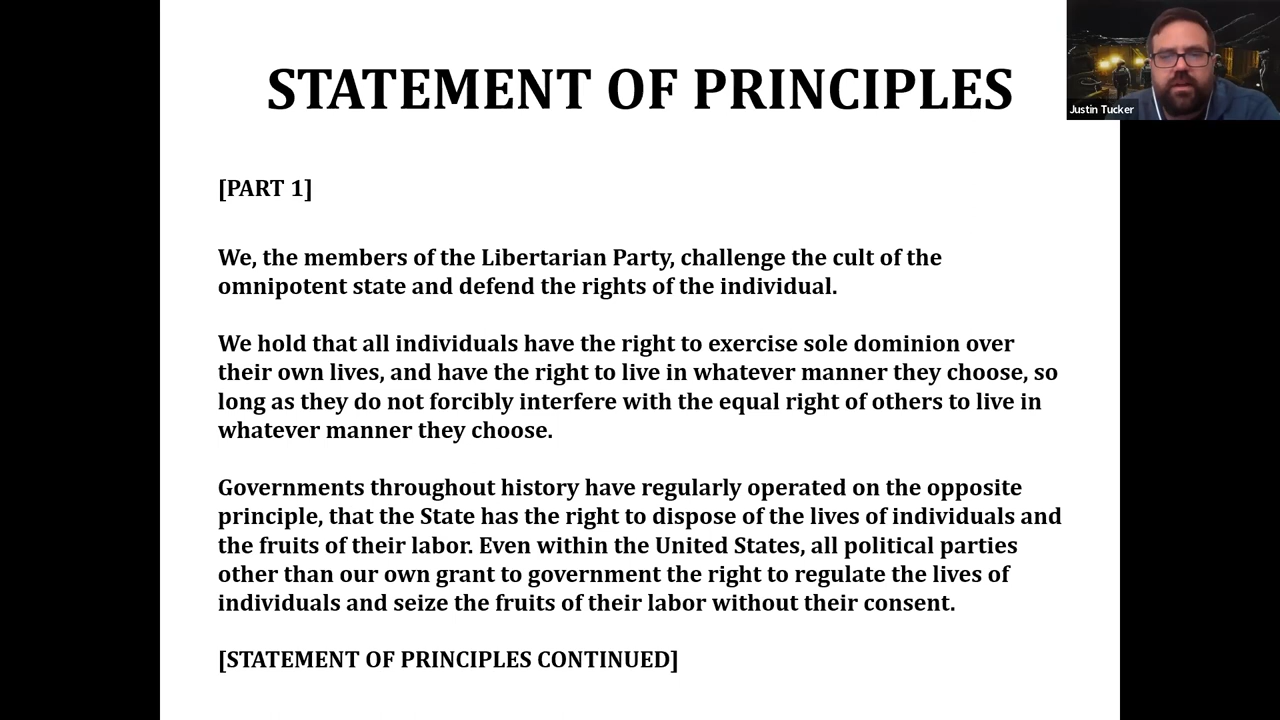 STATEMENT OF PRINCIPLES
Justin Tucker
[PART 1]
We, the members of the Libertarian Party, challenge the cult of the
omnipotent state and defend the rights of the individual.
We hold that all individuals have the right to exercise sole dominion over
their own lives, and have the right to live in whatever manner they choose, so
long as they do not forcibly interfere with the equal right of others to live in
whatever manner they choose.
Governments throughout history have regularly operated on the opposite
principle, that the State has the right to dispose of the lives of individuals and
the fruits of their labor. Even within the United States, all political parties
other than our own grant to government the right to regulate the lives of
individuals and seize the fruits of their labor without their consent.
[STATEMENT OF PRINCIPLES CONTINUED]